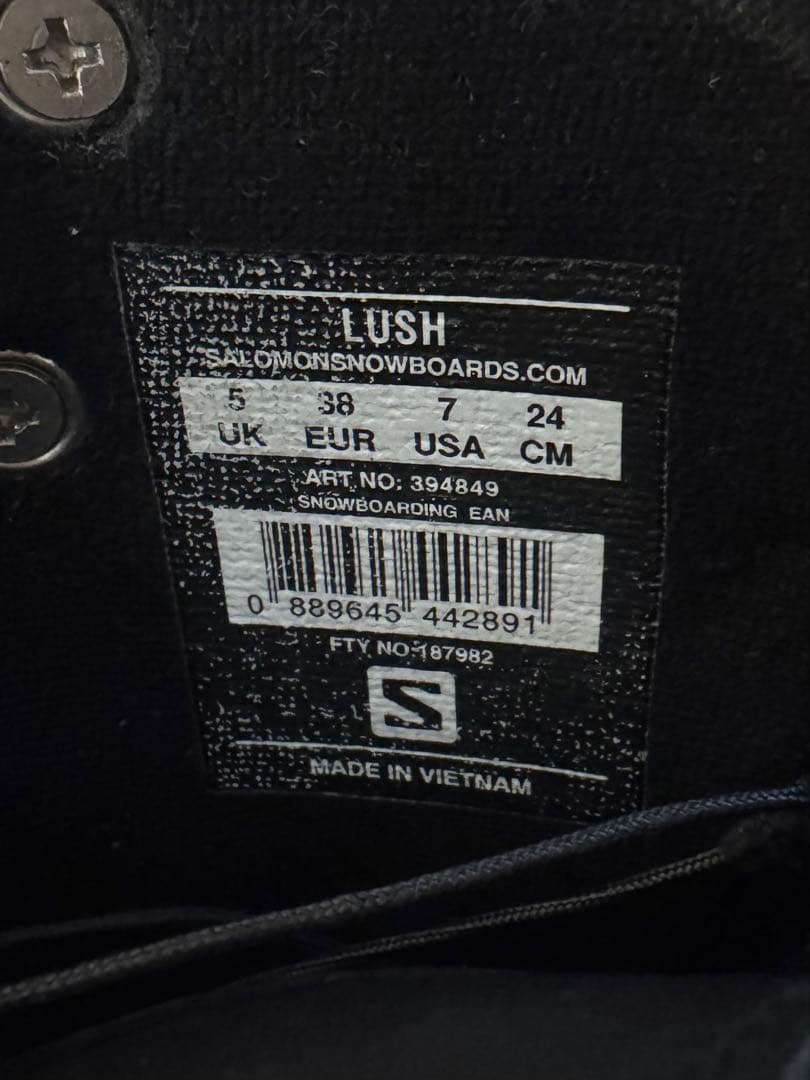 LUSH
SALOMONSNOWBOARDS.COM
5 38 7 24
UK EUR USA CM
ART. NO: 394849
SNOWBOARDING EAN
0 889645 442891
FTY NO:187982
S
MADE IN VIETNAM